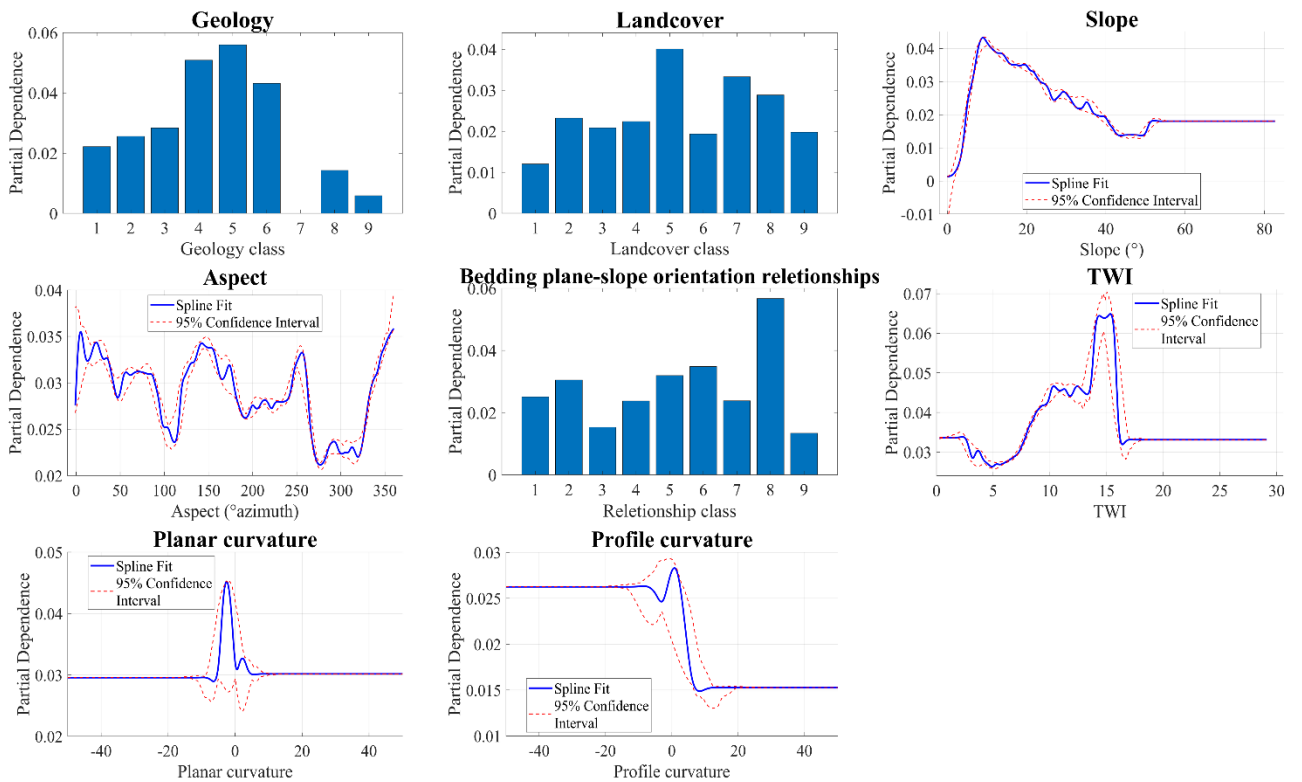 Geology
0.06
0.04
0.02
0
Partial Dependence
1 2 3 4 5 6 7 8 9
Geology class
Landcover
0.04
0.03
0.02
0.01
0
Partial Dependence
1 2 3 4 5 6 7 8 9
Landcover class
Slope
0.04
0.03
0.02
0.01
0
-0.01
Partial Dependence
Spline Fit
95% Confidence Interval
0 20 40 60 80
Slope (°)
Aspect
0.04
0.035
0.03
0.025
0.02
Partial Dependence
Spline Fit
95% Confidence Interval
0 50 100 150 200 250 300 350
Aspect (°azimuth)
Bedding plane-slope orientation reletionships
0.06
0.04
0.02
0
Partial Dependence
1 2 3 4 5 6 7 8 9
Reletionship class
TWI
0.07
0.06
0.05
0.04
0.03
Partial Dependence
Spline Fit
95% Confidence
Interval
0 5 10 15 20 25 30
TWI
Planar curvature
0.05
0.04
0.03
0.02
Partial Dependence
Spline Fit
95% Confidence
Interval
-40 -20 0 20 40
Planar curvature
Profile curvature
0.03
0.025
0.02
0.015
0.01
Partial Dependence
Spline Fit
95% Confidence
Interval
-40 -20 0 20 40
Profile curvature